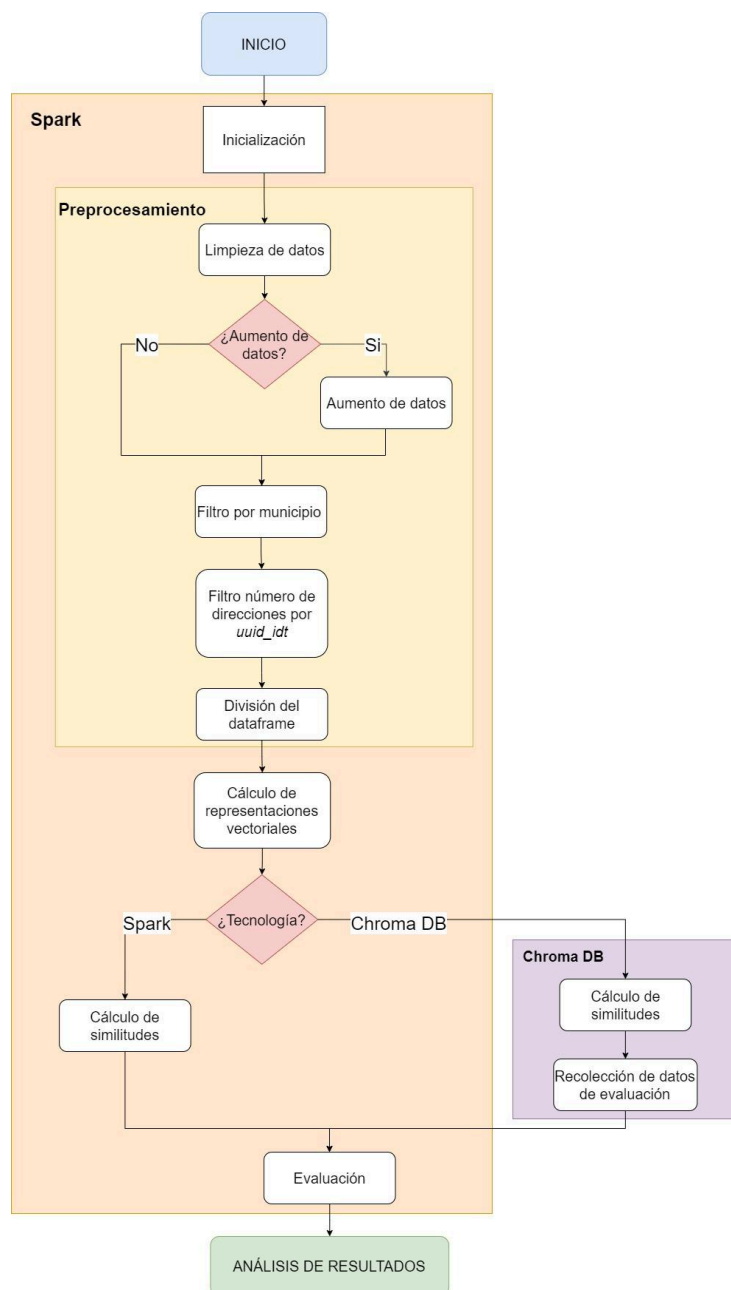 INICIO
Spark
Inicialización
Preprocesamiento
Limpieza de datos
¿Aumento de
datos?
No
Si
Aumento de datos
Filtro por municipio
Filtro número de
direcciones por
uuid_idt
División del
dataframe
Cálculo de
representaciones
vectoriales
¿Tecnología?
Spark
Chroma DB
Chroma DB
Cálculo de
similitudes
Cálculo de
similitudes
Recolección de datos
de evaluación
Evaluación
ANÁLISIS DE RESULTADOS